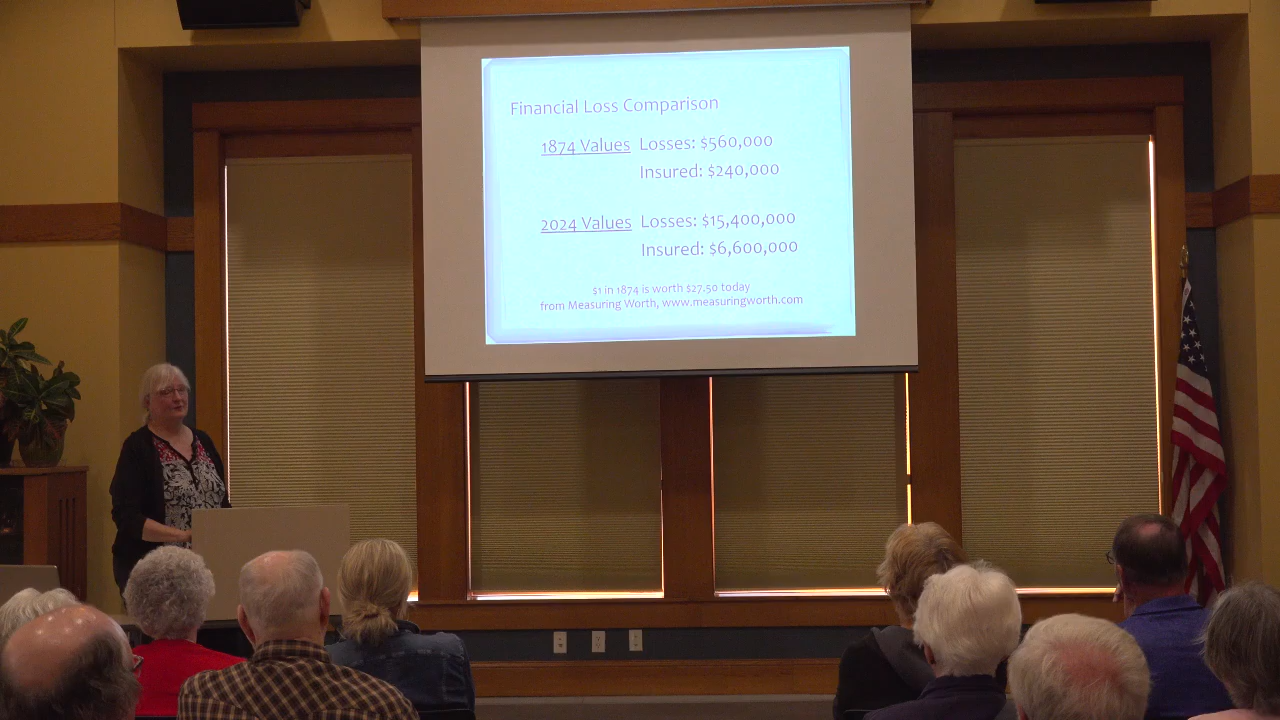 Financial Loss Comparison
1874 Values Losses: $560,000
Insured: $240,000
2024 Values Losses: $15,400,000
Insured: $6,600,000
$1 in 1874 is worth $27.50 today
from Measuring Worth, www.measuringworth.com